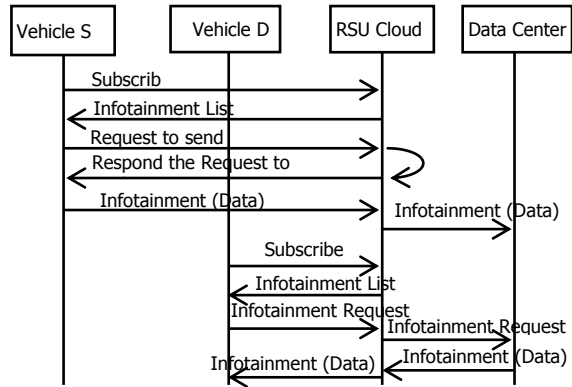 Vehicle S
Vehicle D
RSU Cloud
Data Center
Subscrib
Infotainment List
Request to send
Respond the Request to
Infotainment (Data)
Infotainment (Data)
Subscribe
Infotainment List
Infotainment Request
Infotainment Request
Infotainment (Data)
Infotainment (Data)